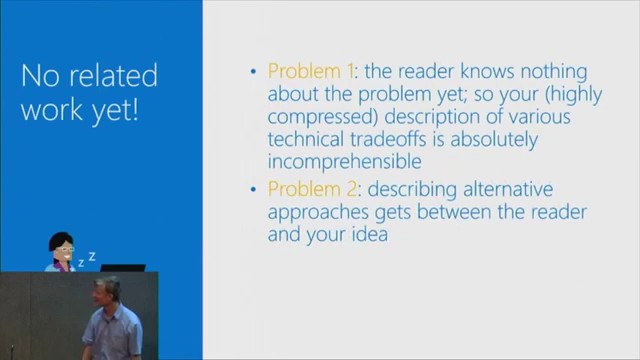 No related
work yet!
• Problem 1: the reader knows nothing
about the problem yet; so your (highly
compressed) description of various
technical tradeoffs is absolutely
incomprehensible
• Problem 2: describing alternative
approaches gets between the reader
and your idea
z z